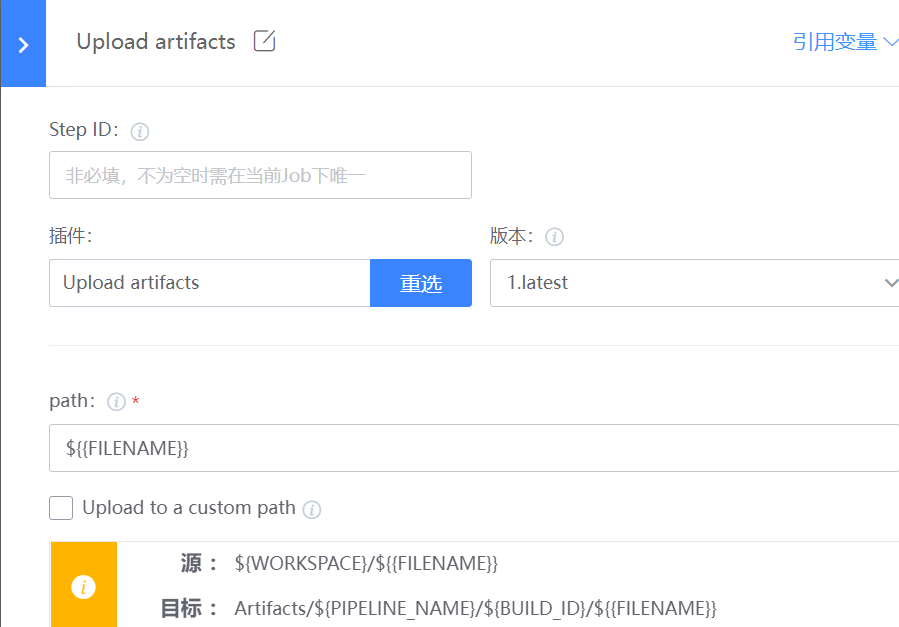 Upload artifacts
引用变量
Step ID：
非必填，不为空时需在当前Job下唯一
插件：
版本：
Upload artifacts
重选
1.latest
path： *
${{FILENAME}}
Upload to a custom path
源： ${WORKSPACE}/${{FILENAME}}
目标： Artifacts/${PIPELINE_NAME}/${BUILD_ID}/${{FILENAME}}